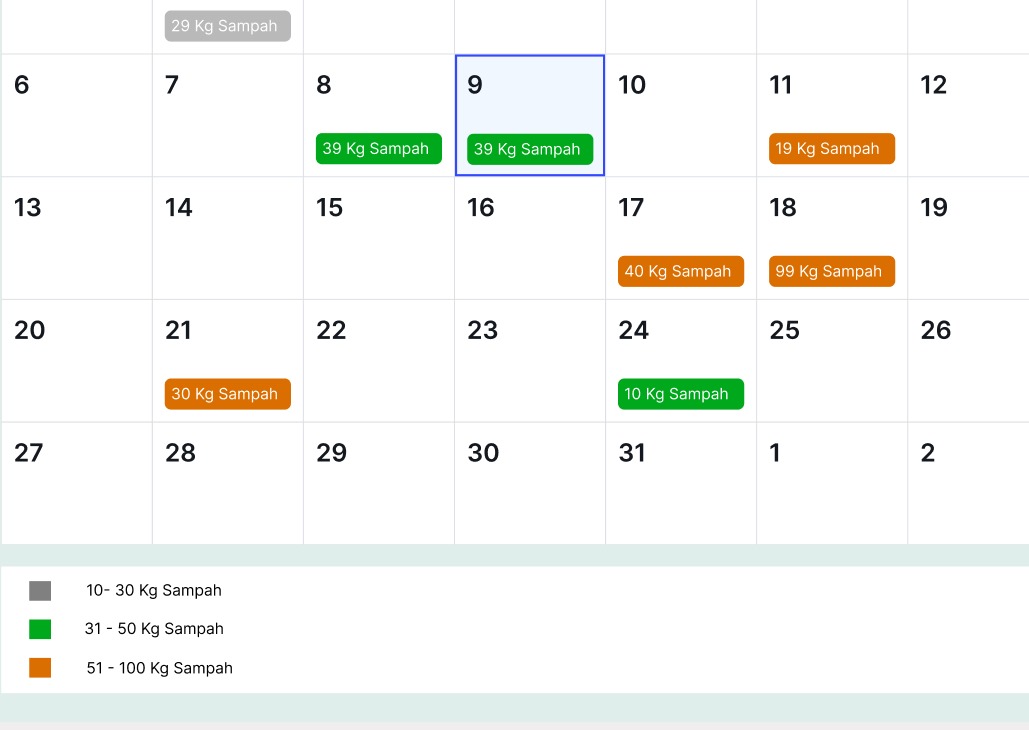 29 Kg Sampah
6 7 8 9 10 11 12
39 Kg Sampah 39 Kg Sampah 19 Kg Sampah
13 14 15 16 17 18 19
40 Kg Sampah 99 Kg Sampah
20 21 22 23 24 25 26
30 Kg Sampah 10 Kg Sampah
27 28 29 30 31 1 2
10- 30 Kg Sampah
31 - 50 Kg Sampah
51 - 100 Kg Sampah